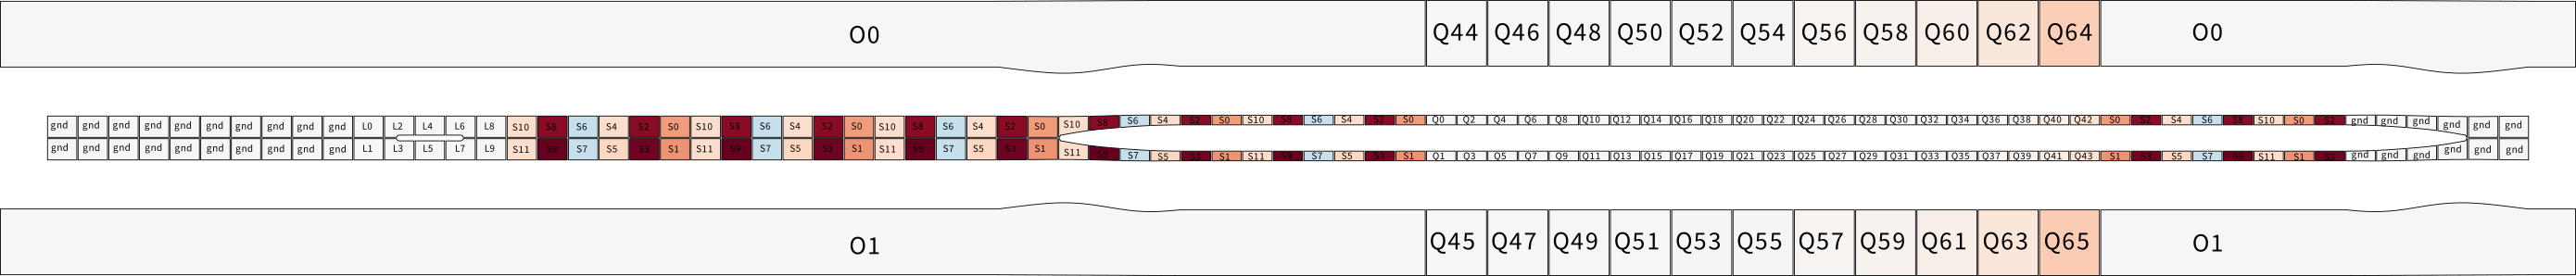 O0 Q44 Q46 Q48 Q50 Q52 Q54 Q56 Q58 Q60 Q62 Q64 O0
gnd gnd gnd gnd gnd gnd gnd gnd gnd gnd L0 L2 L4 L6 L8 S10 S8 S6 S4 S2 S0 S10 S8 S6 S4 S2 S0 S10 S8 S6 S4 S2 S0 S10 S8 S6 S4 S2 S0 S10 S8 S6 S4 S2 S0 Q0 Q2 Q4 Q6 Q8 Q10 Q12 Q14 Q16 Q18 Q20 Q22 Q24 Q26 Q28 Q30 Q32 Q34 Q36 Q38 Q40 Q42 S0 S2 S4 S6 S8 S10 S0 S2 gnd gnd gnd gnd gnd gnd
gnd gnd gnd gnd gnd gnd gnd gnd gnd gnd L1 L3 L5 L7 L9 S11 S9 S7 S5 S3 S1 S11 S9 S7 S5 S3 S1 S11 S9 S7 S5 S3 S1 S11 S9 S7 S5 S3 S1 S11 S9 S7 S5 S3 S1 Q1 Q3 Q5 Q7 Q9 Q11 Q13 Q15 Q17 Q19 Q21 Q23 Q25 Q27 Q29 Q31 Q33 Q35 Q37 Q39 Q41 Q43 S1 S3 S5 S7 S9 S11 S1 S3 gnd gnd gnd gnd gnd gnd
O1 Q45 Q47 Q49 Q51 Q53 Q55 Q57 Q59 Q61 Q63 Q65 O1